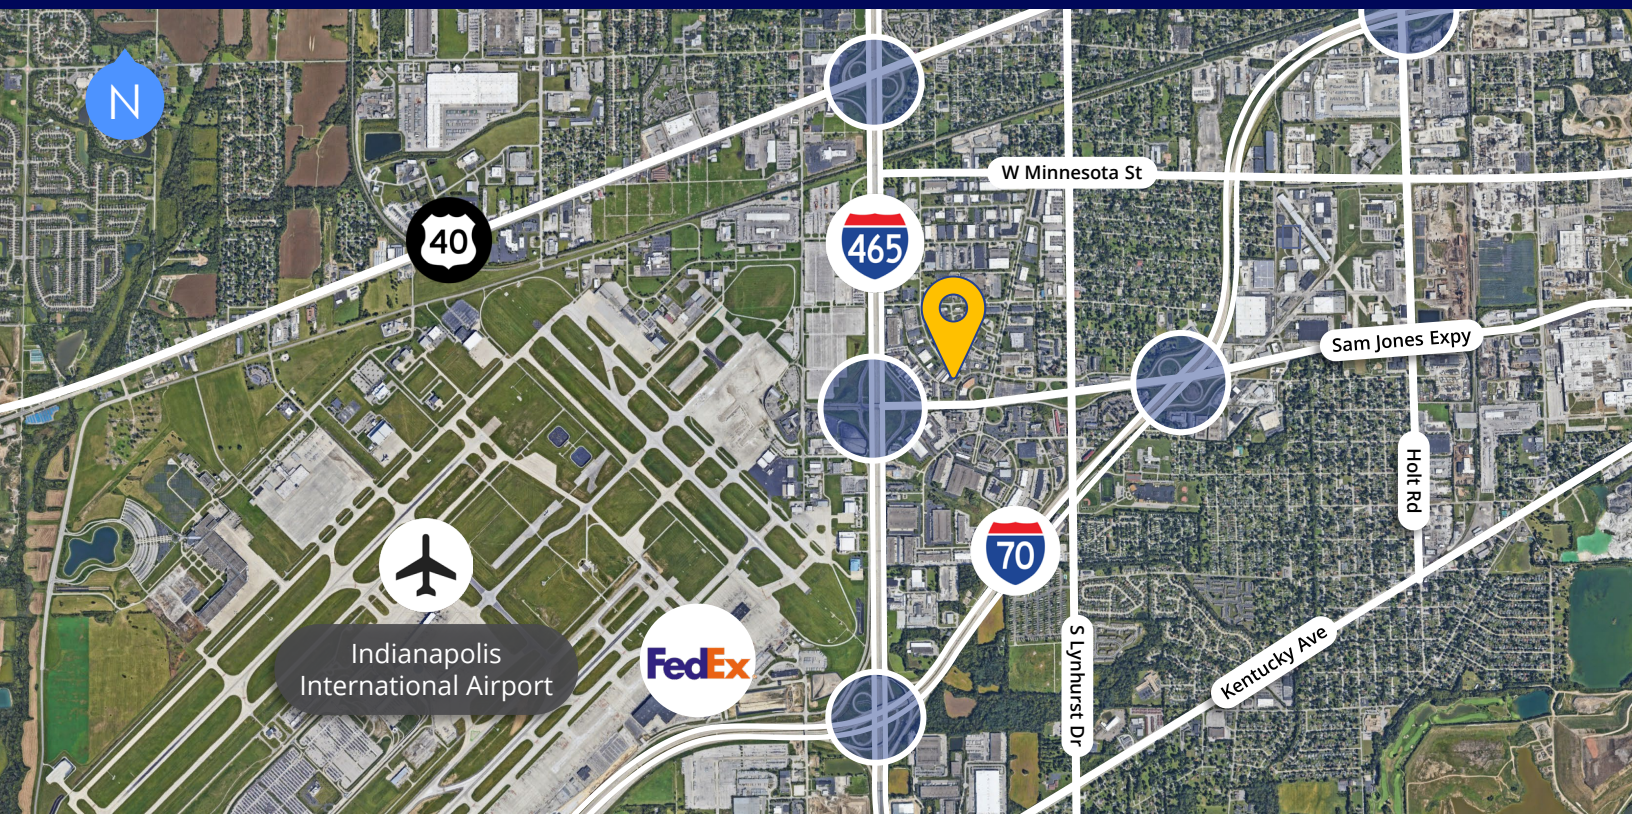 N
W Minnesota St
40
465
Sam Jones Expy
Holt Rd
70
Indianapolis
International Airport
FedEx
S Lynhurst Dr
Kentucky Ave